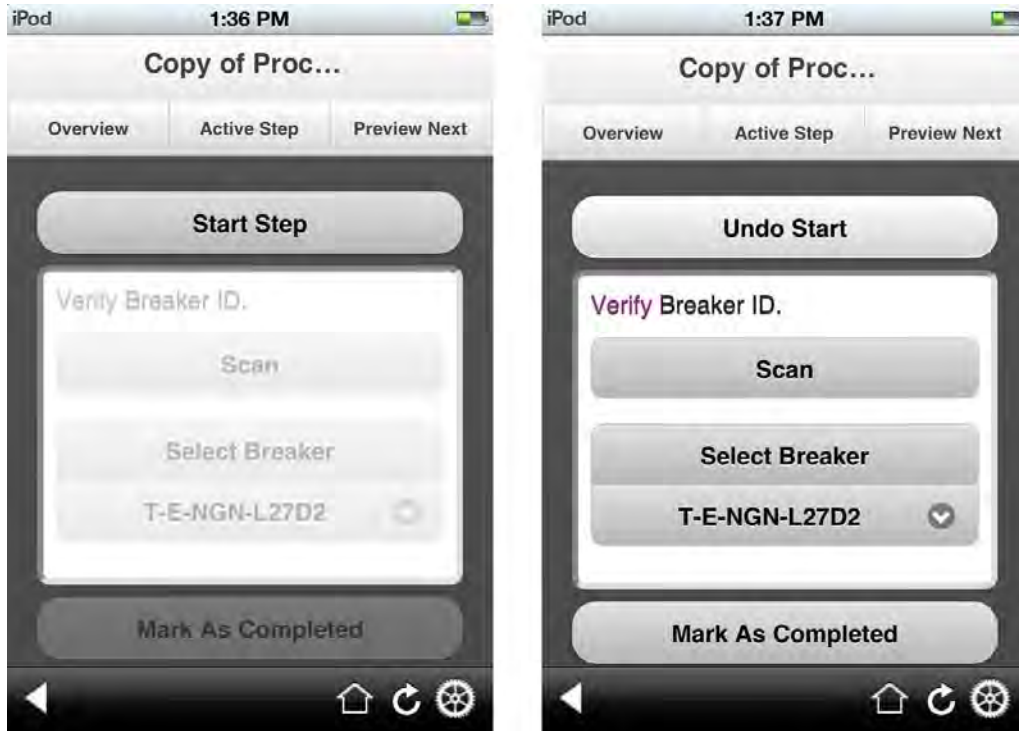 iPod 1:36 PM
Copy of Proc...
Overview Active Step Preview Next
Start Step
Verify Breaker ID.
Scan
Select Breaker
T-E-NGN-L27D2
Mark As Completed
iPod 1:37 PM
Copy of Proc...
Overview Active Step Preview Next
Undo Start
Verify Breaker ID.
Scan
Select Breaker
T-E-NGN-L27D2
Mark As Completed